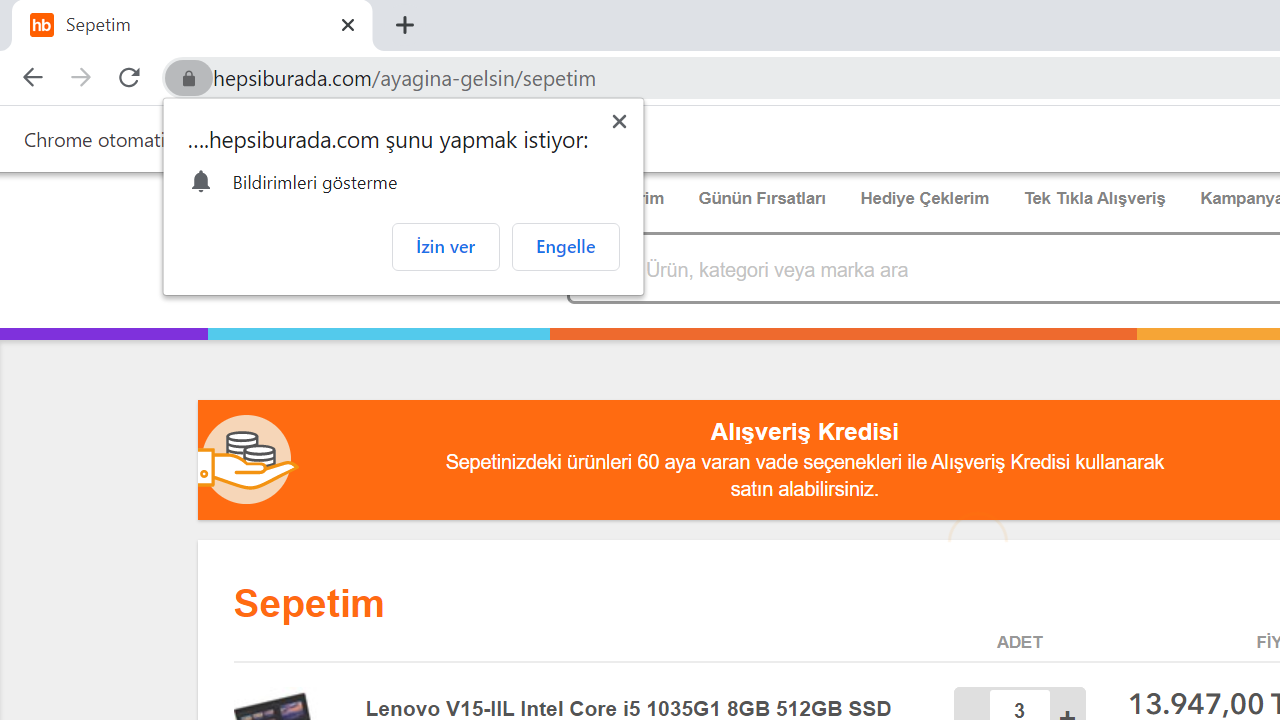 hb Sepetim
hepsiburada.com/ayagina-gelsin/sepetim
Chrome otomati
....hepsiburada.com şunu yapmak istiyor:
Bildirimleri gösterme
İzin ver Engelle
Günün Fırsatları Hediye Çeklerim Tek Tıkla Alışveriş Kampanya
Ürün, kategori veya marka ara
Alışveriş Kredisi
Sepetinizdeki ürünleri 60 aya varan vade seçenekleri ile Alışveriş Kredisi kullanarak
satın alabilirsiniz.
Sepetim
ADET FİY
Lenovo V15-IIL Intel Core i5 1035G1 8GB 512GB SSD 3 + 13.947,00 T